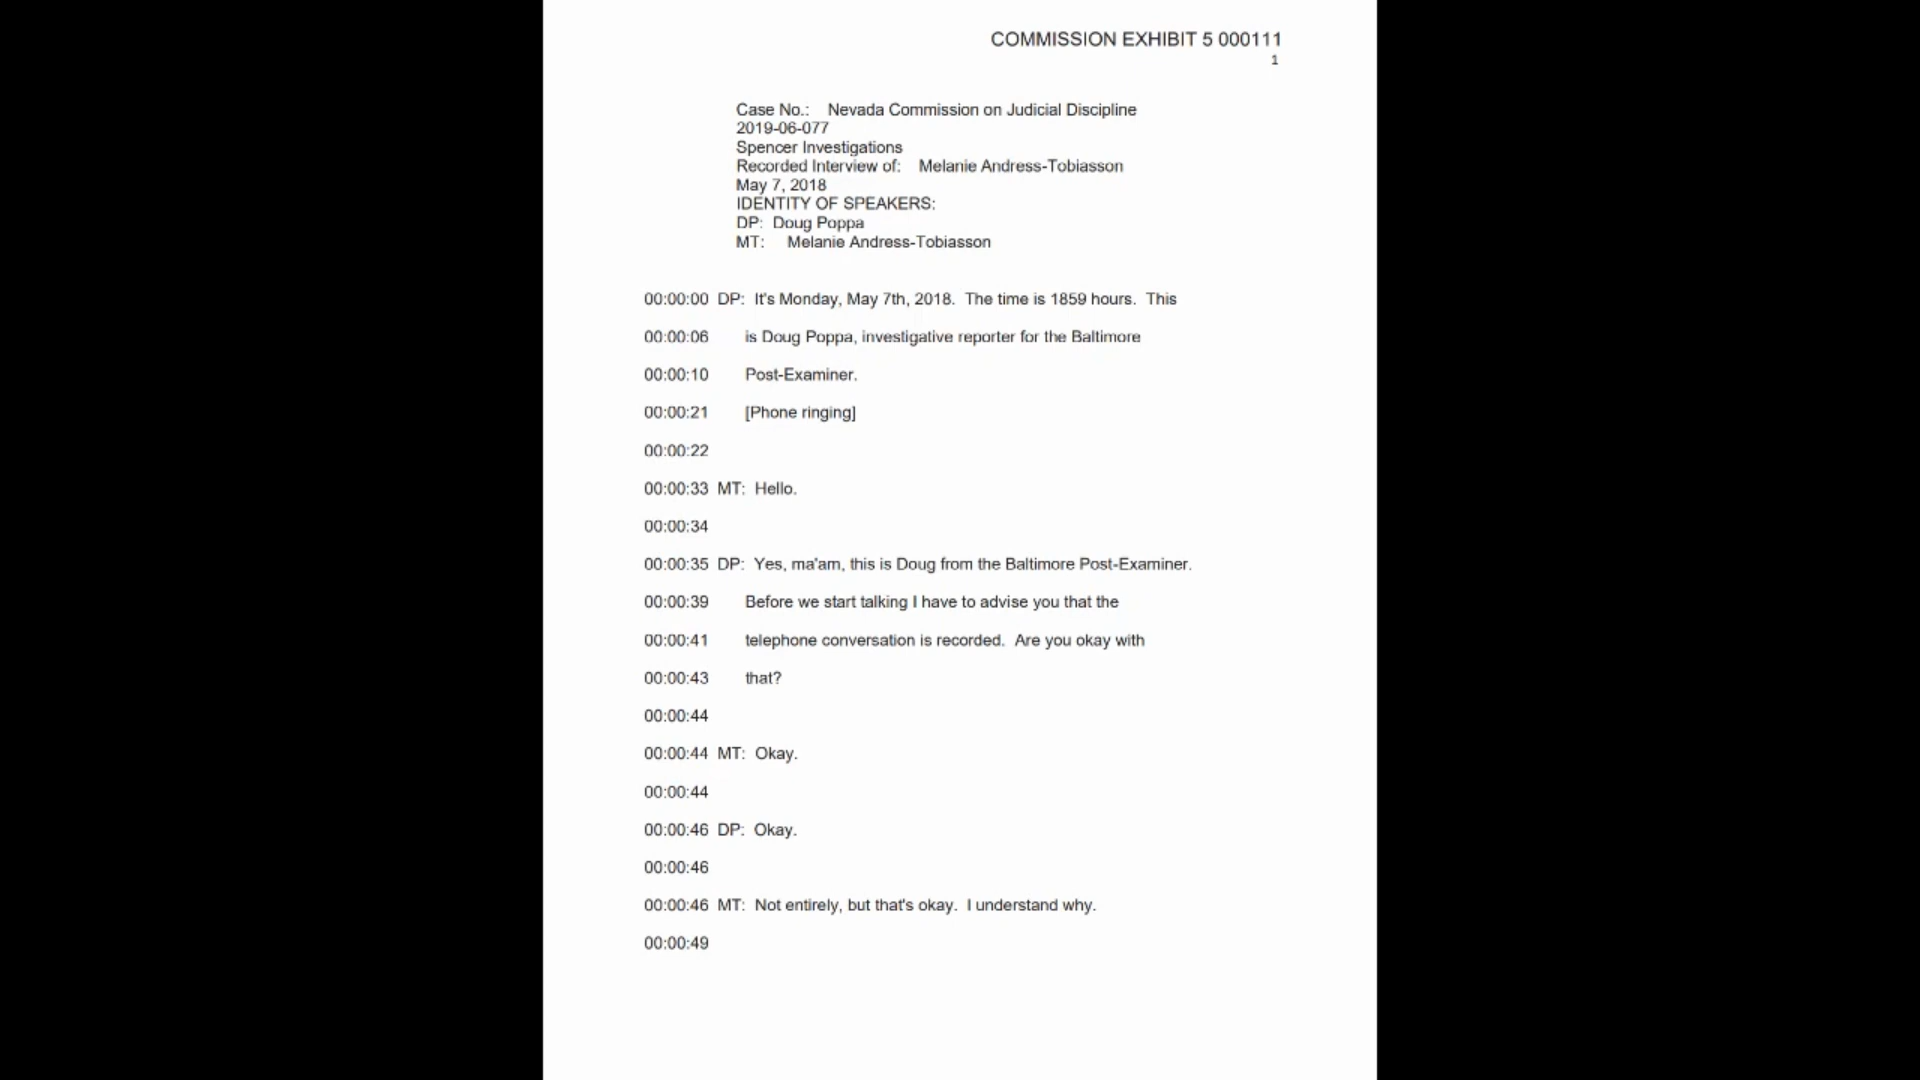 COMMISSION EXHIBIT 5 000111
1
Case No.: Nevada Commission on Judicial Discipline
2019-06-077
Spencer Investigations
Recorded Interview of: Melanie Andress-Tobiasson
May 7, 2018
IDENTITY OF SPEAKERS:
DP: Doug Poppa
MT: Melanie Andress-Tobiasson
00:00:00 DP: It's Monday, May 7th, 2018. The time is 1859 hours. This
00:00:06 is Doug Poppa, investigative reporter for the Baltimore
00:00:10 Post-Examiner.
00:00:21 [Phone ringing]
00:00:22
00:00:33 MT: Hello.
00:00:34
00:00:35 DP: Yes, ma'am, this is Doug from the Baltimore Post-Examiner.
00:00:39 Before we start talking I have to advise you that the
00:00:41 telephone conversation is recorded. Are you okay with
00:00:43 that?
00:00:44
00:00:44 MT: Okay.
00:00:44
00:00:46 DP: Okay.
00:00:46
00:00:46 MT: Not entirely, but that's okay. I understand why.
00:00:49